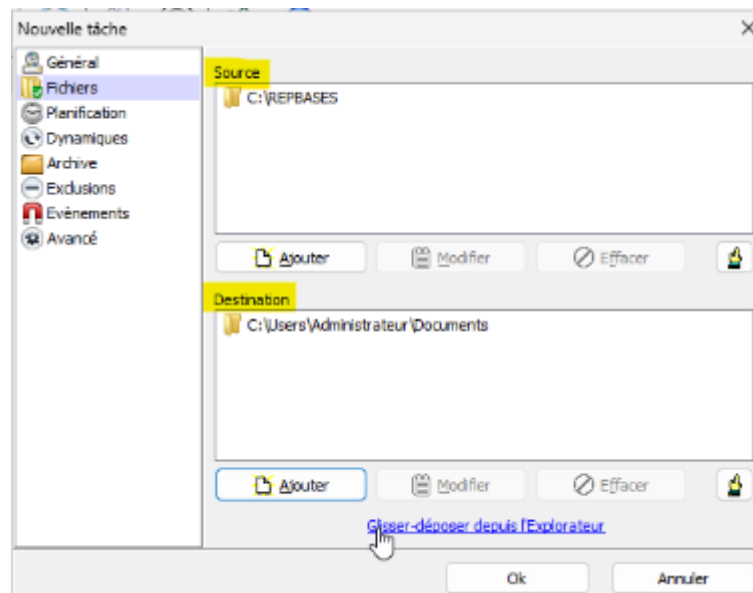 Nouvelle tâche
Général
Fichiers
Planification
Dynamiques
Archive
Exclusions
Evènements
Avancé
Source
C:\REPBASES
Ajouter
Modifier
Effacer
Destination
C:\Users\Administrateur\Documents
Ajouter
Modifier
Effacer
Glisser-déposer depuis l'Explorateur
Ok
Annuler